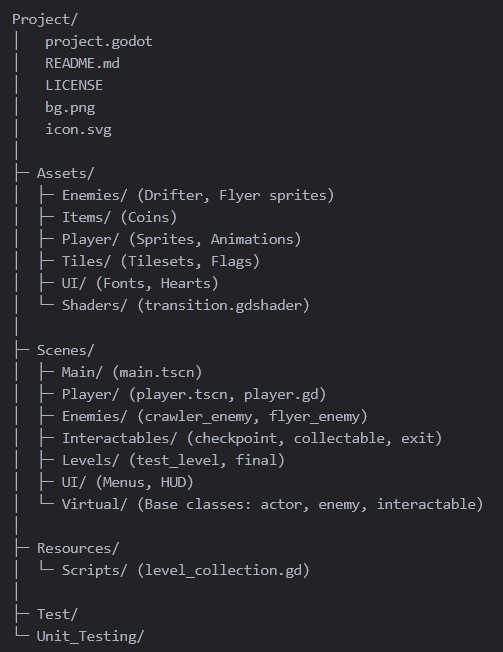 Project/
│   project.godot
│   README.md
│   LICENSE
│   bg.png
│   icon.svg
│
├─ Assets/
│  ├─ Enemies/ (Drifter, Flyer sprites)
│  ├─ Items/ (Coins)
│  ├─ Player/ (Sprites, Animations)
│  ├─ Tiles/ (Tilesets, Flags)
│  ├─ UI/ (Fonts, Hearts)
│  └─ Shaders/ (transition.gdshader)
│
├─ Scenes/
│  ├─ Main/ (main.tscn)
│  ├─ Player/ (player.tscn, player.gd)
│  ├─ Enemies/ (crawler_enemy, flyer_enemy)
│  ├─ Interactables/ (checkpoint, collectable, exit)
│  ├─ Levels/ (test_level, final)
│  ├─ UI/ (Menus, HUD)
│  └─ Virtual/ (Base classes: actor, enemy, interactable)
│
├─ Resources/
│  └─ Scripts/ (level_collection.gd)
│
├─ Test/
└─ Unit_Testing/